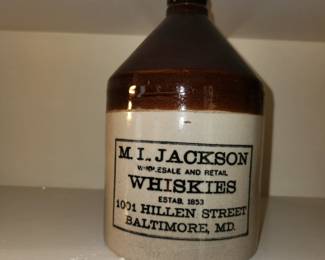 M. I. JACKSON
WHOLESALE AND RETAIL
WHISKIES
ESTAB. 1853
1001 HILLEN STREET
BALTIMORE, MD.